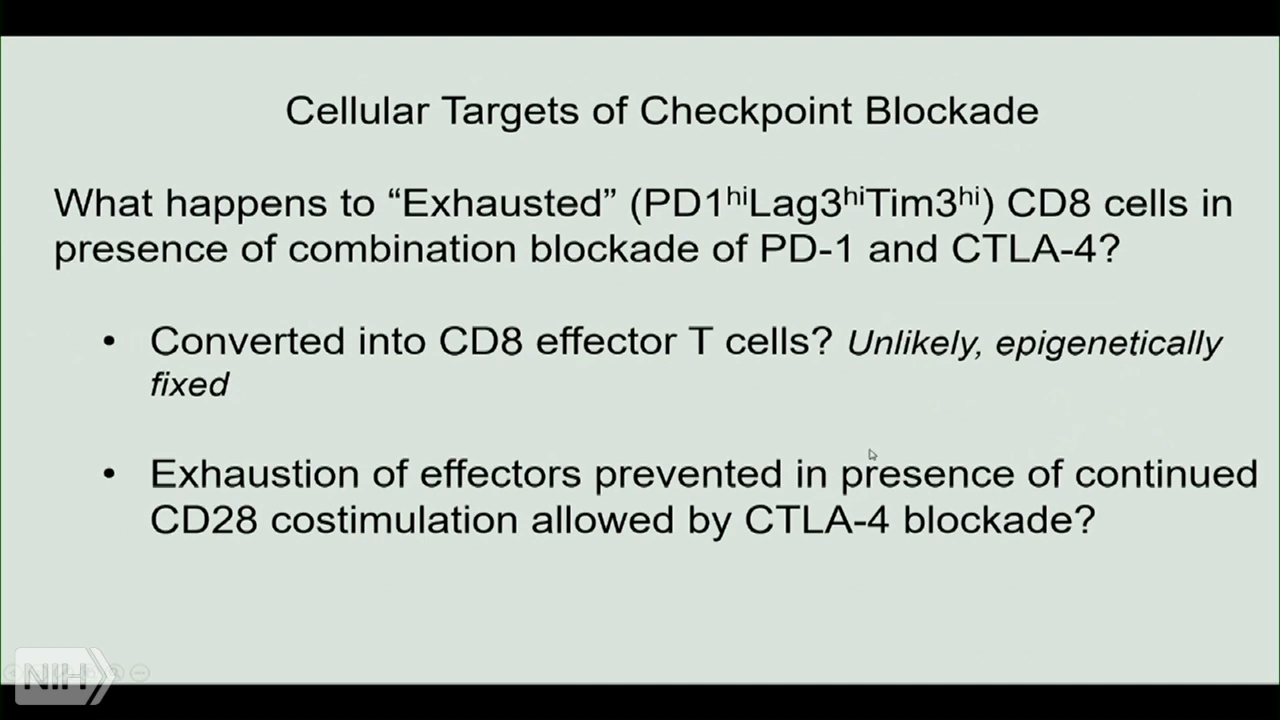 Cellular Targets of Checkpoint Blockade
What happens to “Exhausted” (PD1ʰⁱLag3ʰⁱTim3ʰⁱ) CD8 cells in
presence of combination blockade of PD-1 and CTLA-4?
• Converted into CD8 effector T cells? Unlikely, epigenetically
fixed
• Exhaustion of effectors prevented in presence of continued
CD28 costimulation allowed by CTLA-4 blockade?
NIH